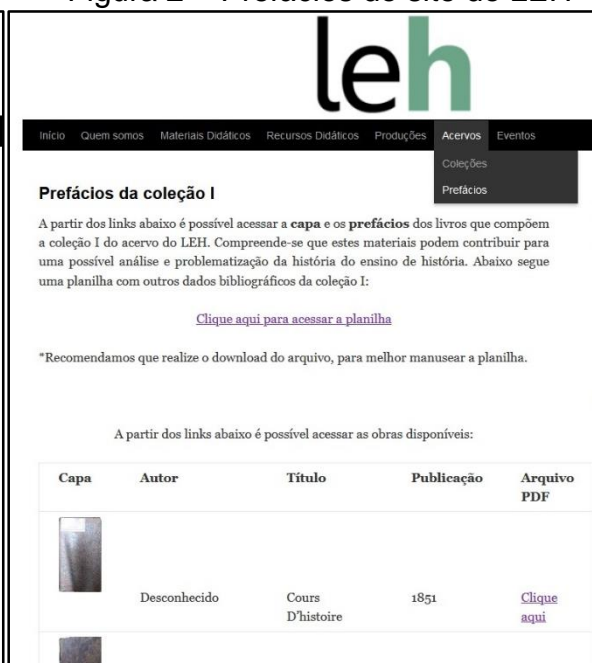 Figura 2 – Prefácios do site do LEH
leh
Início Quem somos Materiais Didáticos Recursos Didáticos Produções Acervos Eventos
Coleções
Prefácios
Prefácios da coleção I
A partir dos links abaixo é possível acessar a capa e os prefácios dos livros que compõem
a coleção I do acervo do LEH. Compreende-se que estes materiais podem contribuir para
uma possível análise e problematização da história do ensino de história. Abaixo segue
uma planilha com outros dados bibliográficos da coleção I:
Clique aqui para acessar a planilha
*Recomendamos que realize o download do arquivo, para melhor manusear a planilha.
A partir dos links abaixo é possível acessar as obras disponíveis:
Capa Autor Título Publicação Arquivo
PDF
Desconhecido Cours 1851 Clique
D'histoire aqui